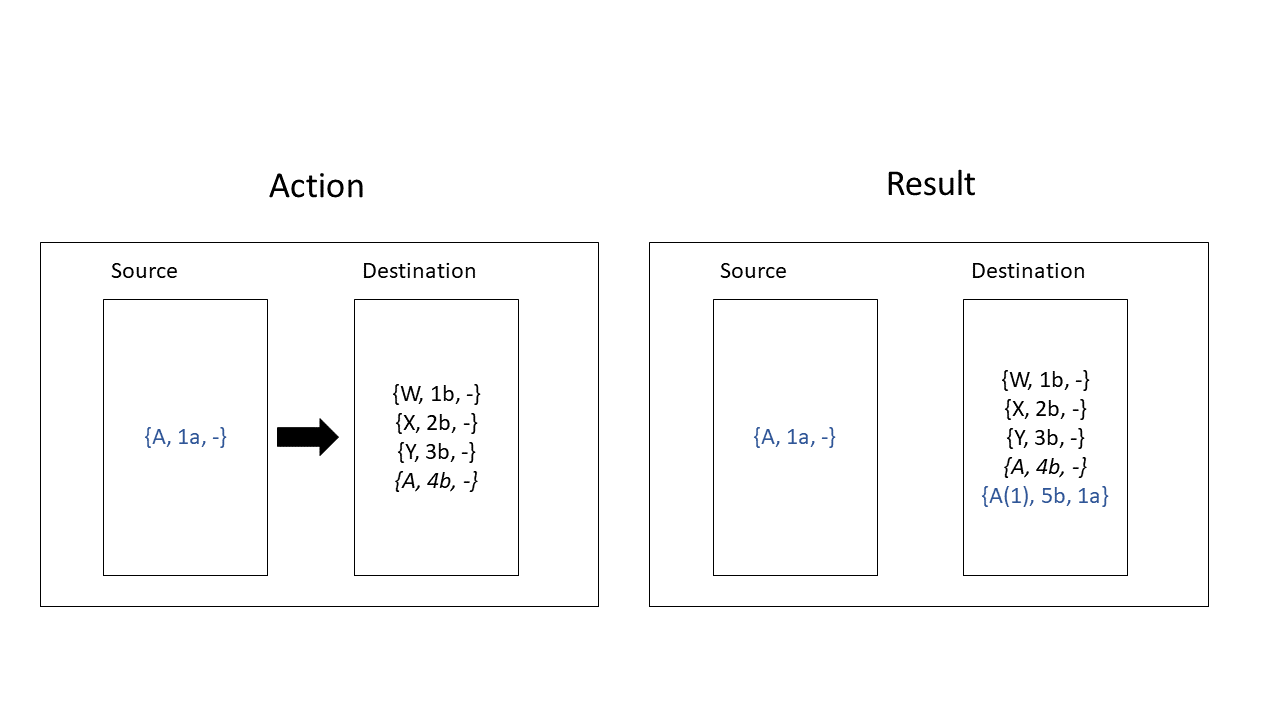 Action
Source
Destination
{A, 1a, -}
{W, 1b, -}
{X, 2b, -}
{Y, 3b, -}
{A, 4b, -}
Result
Source
Destination
{A, 1a, -}
{W, 1b, -}
{X, 2b, -}
{Y, 3b, -}
{A, 4b, -}
{A(1), 5b, 1a}